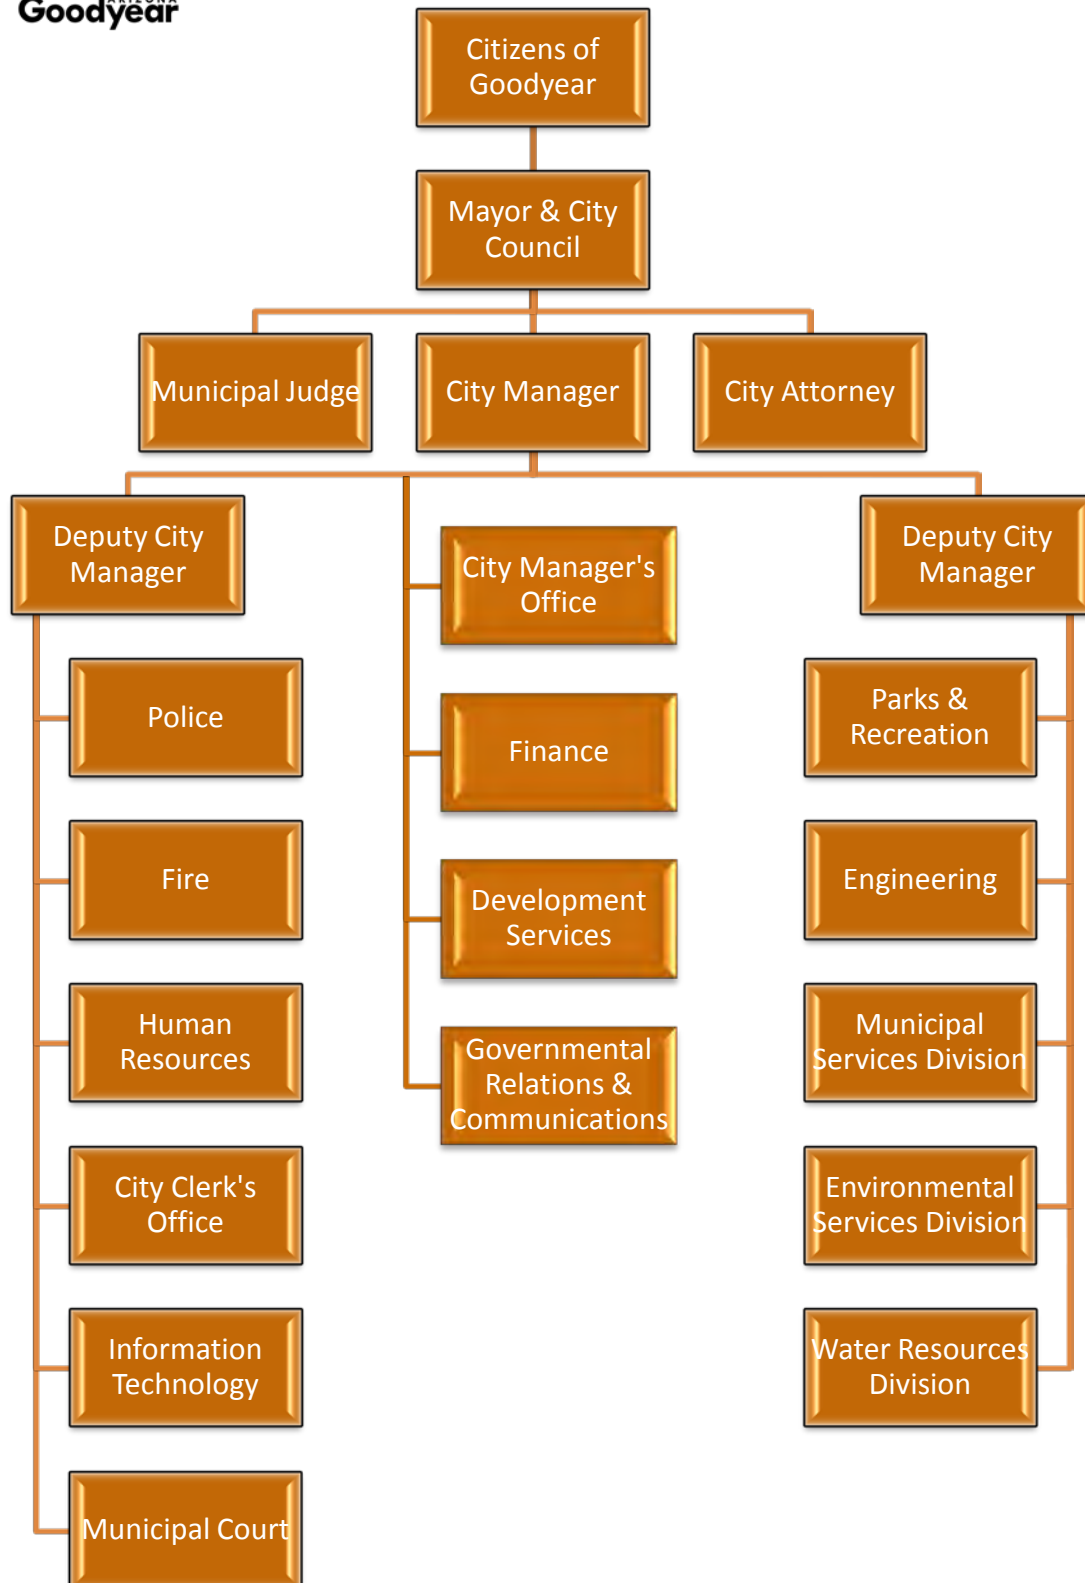 ARIZONA
Goodyear
Citizens of
Goodyear
Mayor & City
Council
Municipal Judge
City Manager
City Attorney
Deputy City
Manager
Police
Fire
Human
Resources
City Clerk's
Office
Information
Technology
Municipal Court
City Manager's
Office
Finance
Development
Services
Governmental
Relations &
Communications
Deputy City
Manager
Parks &
Recreation
Engineering
Municipal
Services Division
Environmental
Services Division
Water Resources
Division